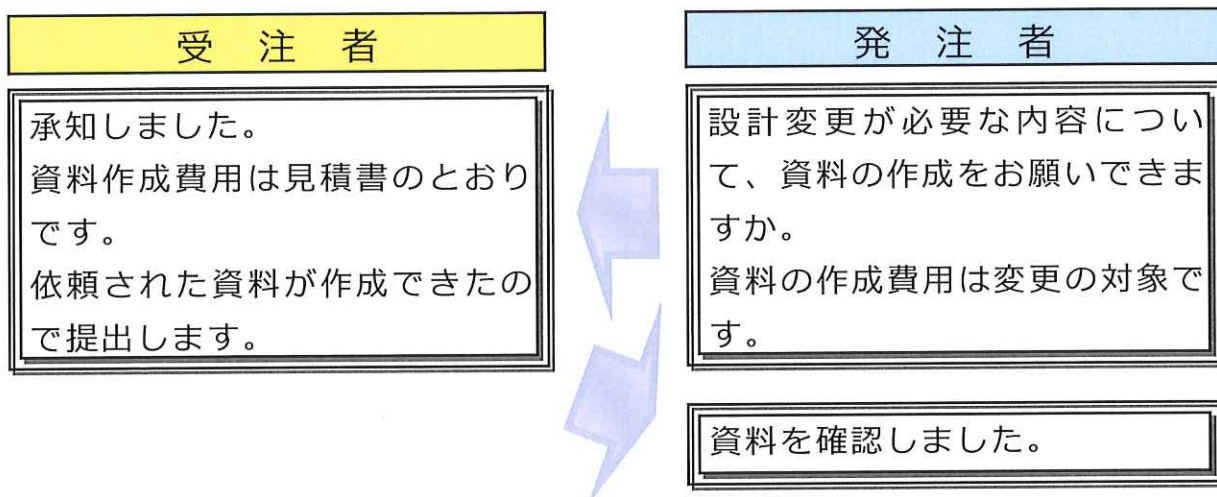 受注者
承知しました。
資料作成費用は見積書のとおり
です。
依頼された資料が作成できたの
で提出します。
発注者
設計変更が必要な内容につい
て、資料の作成をお願いできま
すか。
資料の作成費用は変更の対象で
す。
資料を確認しました。